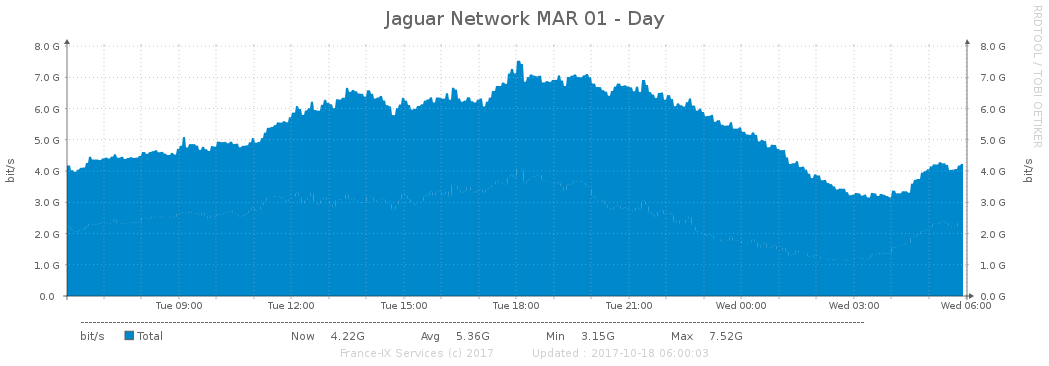 Jaguar Network MAR 01 - Day
RRDTOOL / TOBI OETIKER
bit/s
8.0 G
7.0 G
6.0 G
5.0 G
4.0 G
3.0 G
2.0 G
1.0 G
0.0
8.0 G
7.0 G
6.0 G
5.0 G
4.0 G
3.0 G
2.0 G
1.0 G
0.0 G
bit/s
Tue 09:00 Tue 12:00 Tue 15:00 Tue 18:00 Tue 21:00 Wed 00:00 Wed 03:00 Wed 06:00
bit/s Total Now 4.22G Avg 5.36G Min 3.15G Max 7.52G
France-IX Services (c) 2017 Updated : 2017-10-18 06:00:03